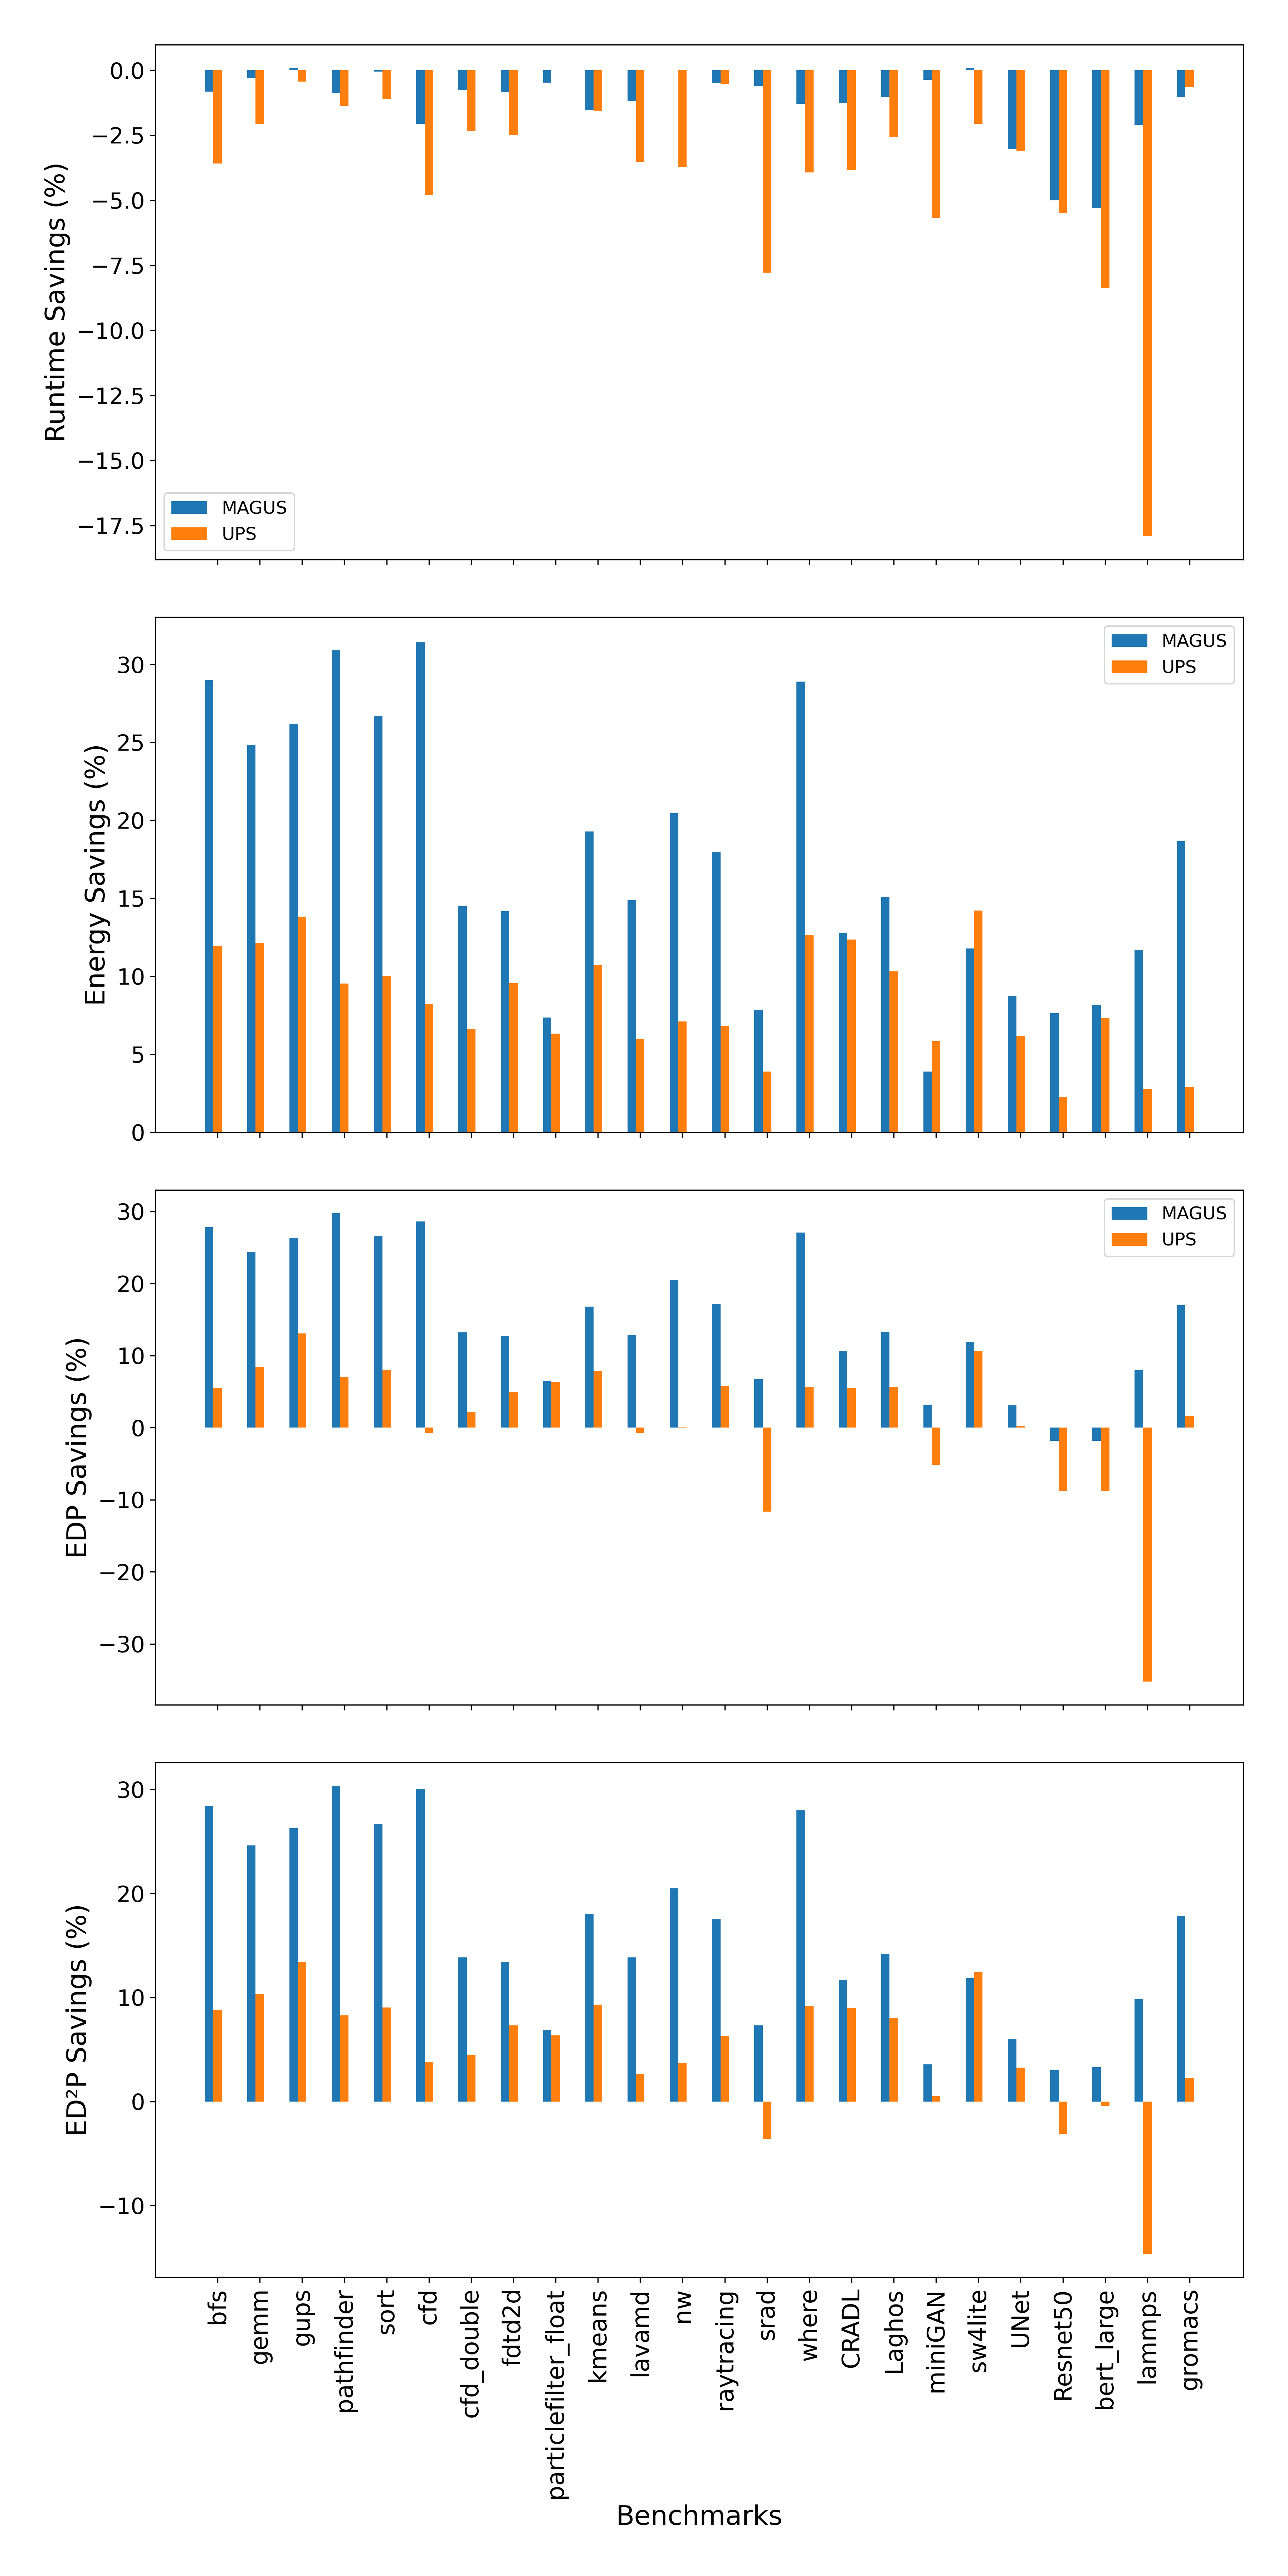 Runtime Savings (%)
0.0
−2.5
−5.0
−7.5
−10.0
−12.5
−15.0
−17.5
MAGUS
UPS
Energy Savings (%)
30
25
20
15
10
5
0
MAGUS
UPS
EDP Savings (%)
30
20
10
0
−10
−20
−30
MAGUS
UPS
ED²P Savings (%)
30
20
10
0
−10
bfs
gemm
gups
pathfinder
sort
cfd
cfd_double
fdtd2d
particlefilter_float
kmeans
lavamd
nw
raytracing
srad
where
CRADL
Laghos
miniGAN
sw4lite
UNet
Resnet50
bert_large
lammps
gromacs
Benchmarks